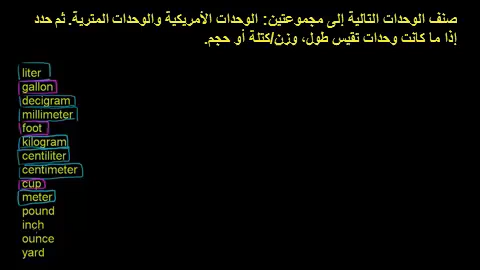 صنف الوحدات التالية إلى مجموعتين: الوحدات الأمريكية والوحدات المترية. ثم حدد
إذا ما كانت وحدات تقيس طول، وزن/كتلة أو حجم.
liter
gallon
decigram
millimeter
foot
kilogram
centiliter
centimeter
cup
meter
pound
inch
ounce
yard